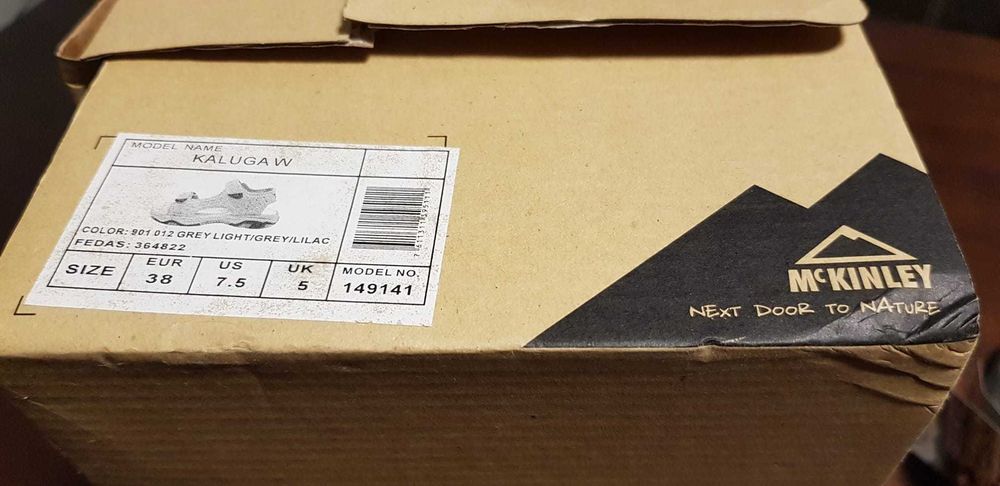 MODEL NAME
KALUGA W
COLOR: 901 012 GREY LIGHT/GREY/LILAC
FEDAS: 364822
SIZE
EUR
38
US
7.5
UK
5
MODEL NO.
149141
McKINLEY
NEXT DOOR TO NATURE